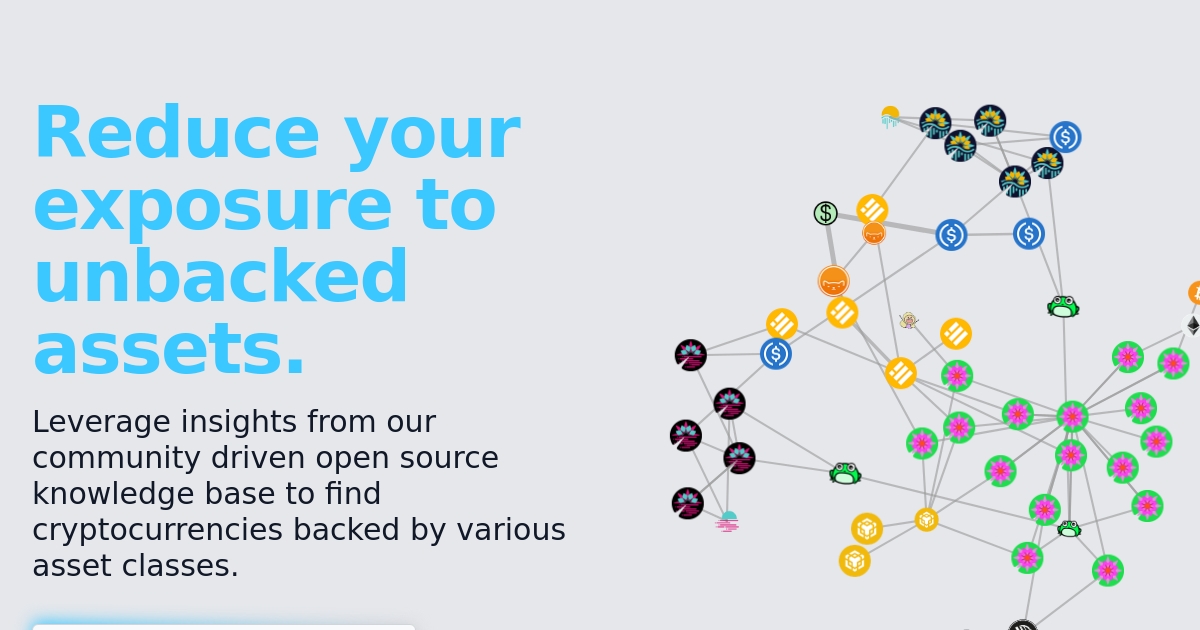 Reduce your
exposure to
unbacked
assets.
Leverage insights from our
community driven open source
knowledge base to find
cryptocurrencies backed by various
asset classes.